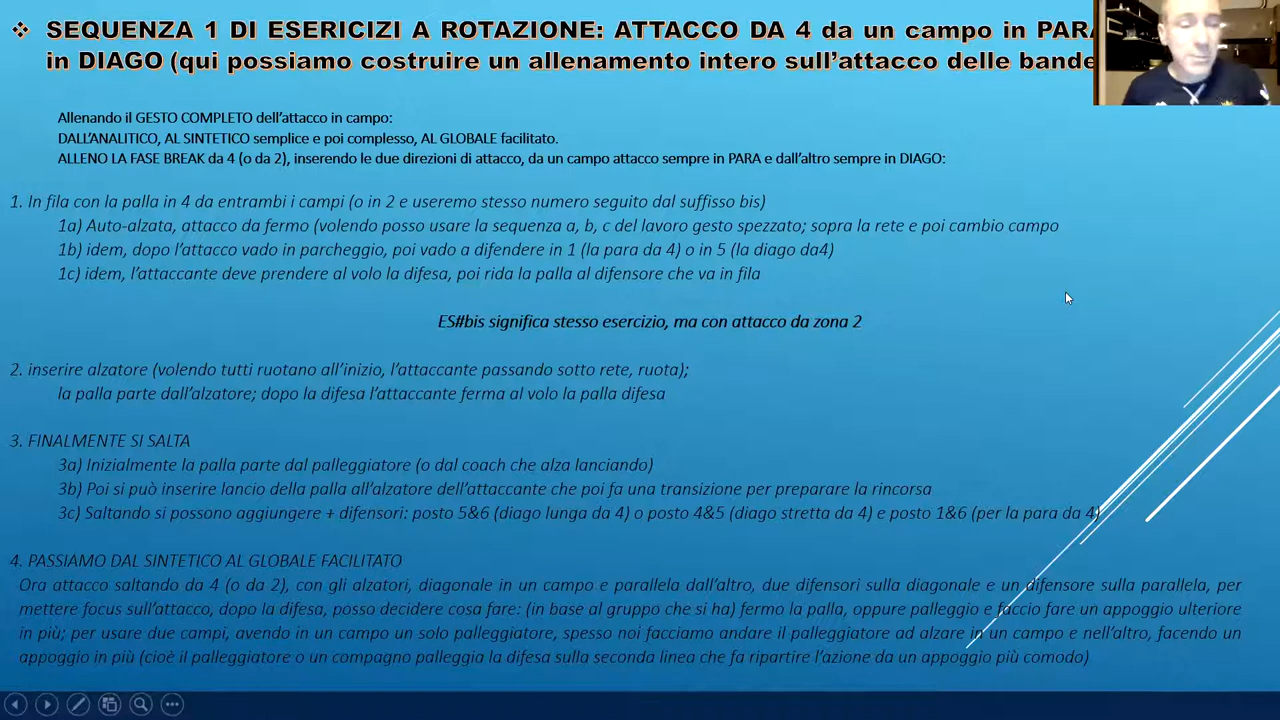 ❖ SEQUENZA 1 DI ESERICIZI A ROTAZIONE: ATTACCO DA 4 da un campo in PARA
in DIAGO (qui possiamo costruire un allenamento intero sull'attacco delle bande
Allenando il GESTO COMPLETO dell'attacco in campo:
DALL'ANALITICO, AL SINTETICO semplice e poi complesso, AL GLOBALE facilitato.
ALLENO LA FASE BREAK da 4 (o da 2), inserendo le due direzioni di attacco, da un campo attacco sempre in PARA e dall'altro sempre in DIAGO:
1. In fila con la palla in 4 da entrambi i campi (o in 2 e useremo stesso numero seguito dal suffisso bis)
1a) Auto-alzata, attacco da fermo (volendo posso usare la sequenza a, b, c del lavoro gesto spezzato; sopra la rete e poi cambio campo
1b) idem, dopo l'attacco vado in parcheggio, poi vado a difendere in 1 (la para da 4) o in 5 (la diago da4)
1c) idem, l'attaccante deve prendere al volo la difesa, poi rida la palla al difensore che va in fila
ES#bis significa stesso esercizio, ma con attacco da zona 2
2. inserire alzatore (volendo tutti ruotano all'inizio, l'attaccante passando sotto rete, ruota);
la palla parte dall'alzatore; dopo la difesa l'attaccante ferma al volo la palla difesa
3. FINALMENTE SI SALTA
3a) Inizialmente la palla parte dal palleggiatore (o dal coach che alza lanciando)
3b) Poi si può inserire lancio della palla all'alzatore dell'attaccante che poi fa una transizione per preparare la rincorsa
3c) Saltando si possono aggiungere + difensori: posto 5&6 (diago lunga da 4) o posto 4&5 (diago stretta da 4) e posto 1&6 (per la para da 4)
4. PASSIAMO DAL SINTETICO AL GLOBALE FACILITATO
Ora attacco saltando da 4 (o da 2), con gli alzatori, diagonale in un campo e parallela dall'altro, due difensori sulla diagonale e un difensore sulla parallela, per
mettere focus sull'attacco, dopo la difesa, posso decidere cosa fare: (in base al gruppo che si ha) fermo la palla, oppure palleggio e faccio fare un appoggio ulteriore
in più; per usare due campi, avendo in un campo un solo palleggiatore, spesso noi facciamo andare il palleggiatore ad alzare in un campo e nell'altro, facendo un
appoggio in più (cioè il palleggiatore o un compagno palleggia la difesa sulla seconda linea che fa ripartire l'azione da un appoggio più comodo)